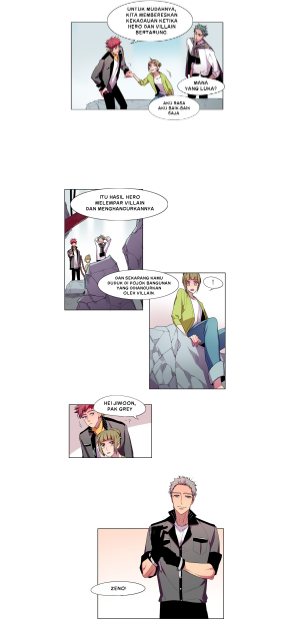 UNTUK MUDAHNYA,
KITA MEMBERESKAN
KEKACAUAN KETIKA
HERO DAN VILLAIN
BERTARUNG
MANA
YANG LUKA?
AKU RASA
AKU BAIK-BAIK
SAJA
ITU HASIL HERO
MELEMPAR VILLAIN
DAN MENGHANCURKANNYA
DAN SEKARANG KAMU
DUDUK DI POJOK BANGUNAN
YANG DIHANCURKAN
OLEH VILLAIN
!
HEI JIWOON,
PAK GREY
ZENO!